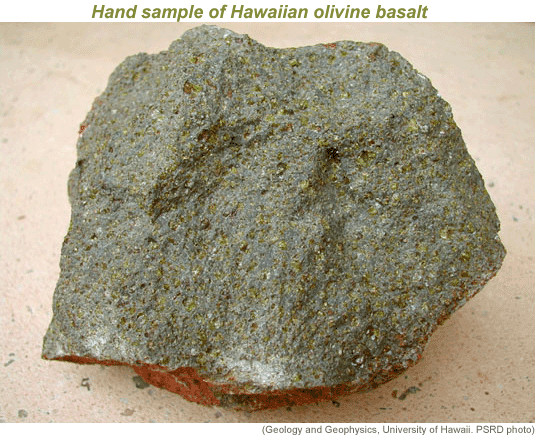 Hand sample of Hawaiian olivine basalt
(Geology and Geophysics, University of Hawaii. PSRD photo)